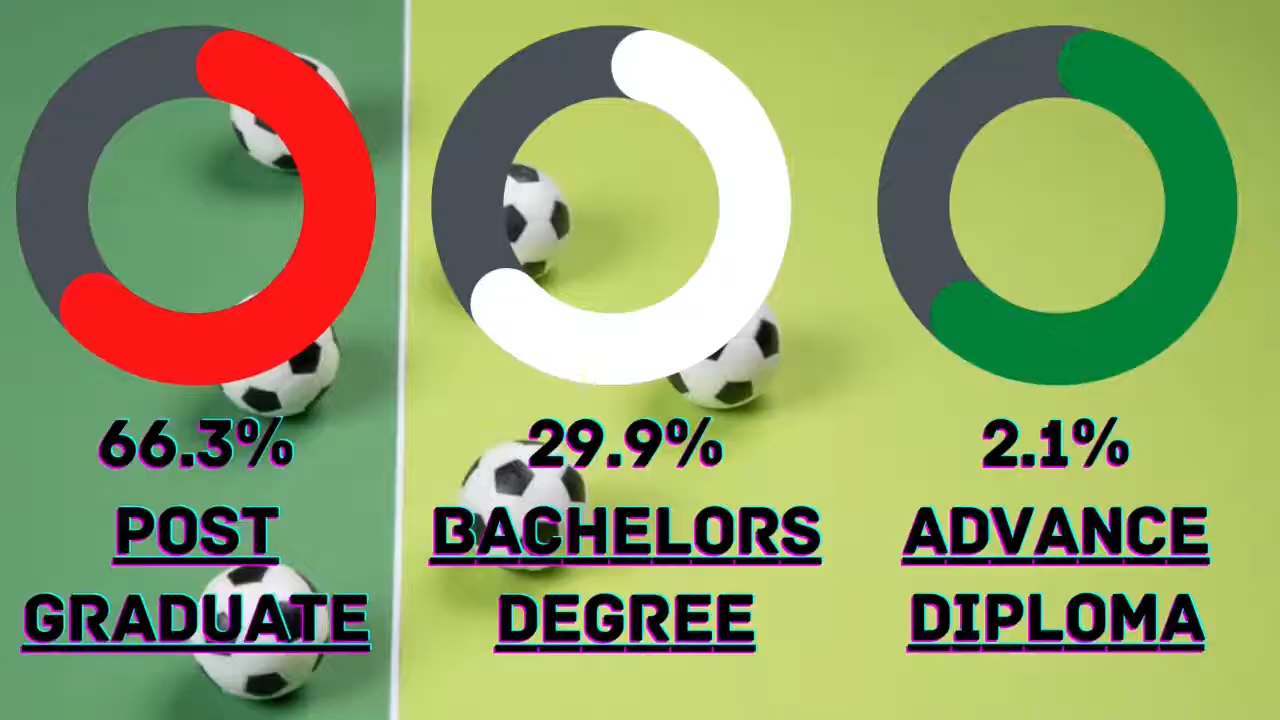 66.3%
POST
GRADUATE
29.9%
BACHELORS
DEGREE
2.1%
ADVANCE
DIPLOMA